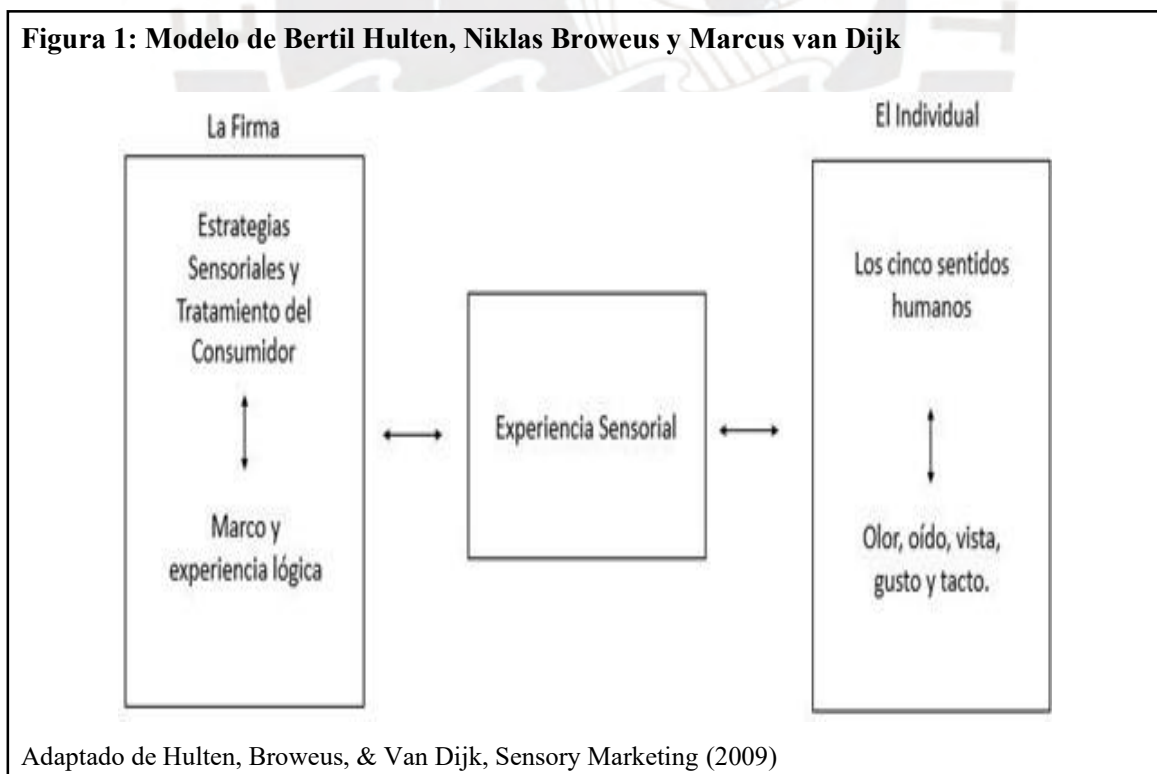 Figura 1: Modelo de Bertil Hulten, Niklas Broweus y Marcus van Dijk
La Firma
Estrategias
Sensoriales y
Tratamiento del
Consumidor
Marco y
experiencia lógica
Experiencia Sensorial
El Individual
Los cinco sentidos
humanos
Olor, oído, vista,
gusto y tacto.
Adaptado de Hulten, Broweus, & Van Dijk, Sensory Marketing (2009)